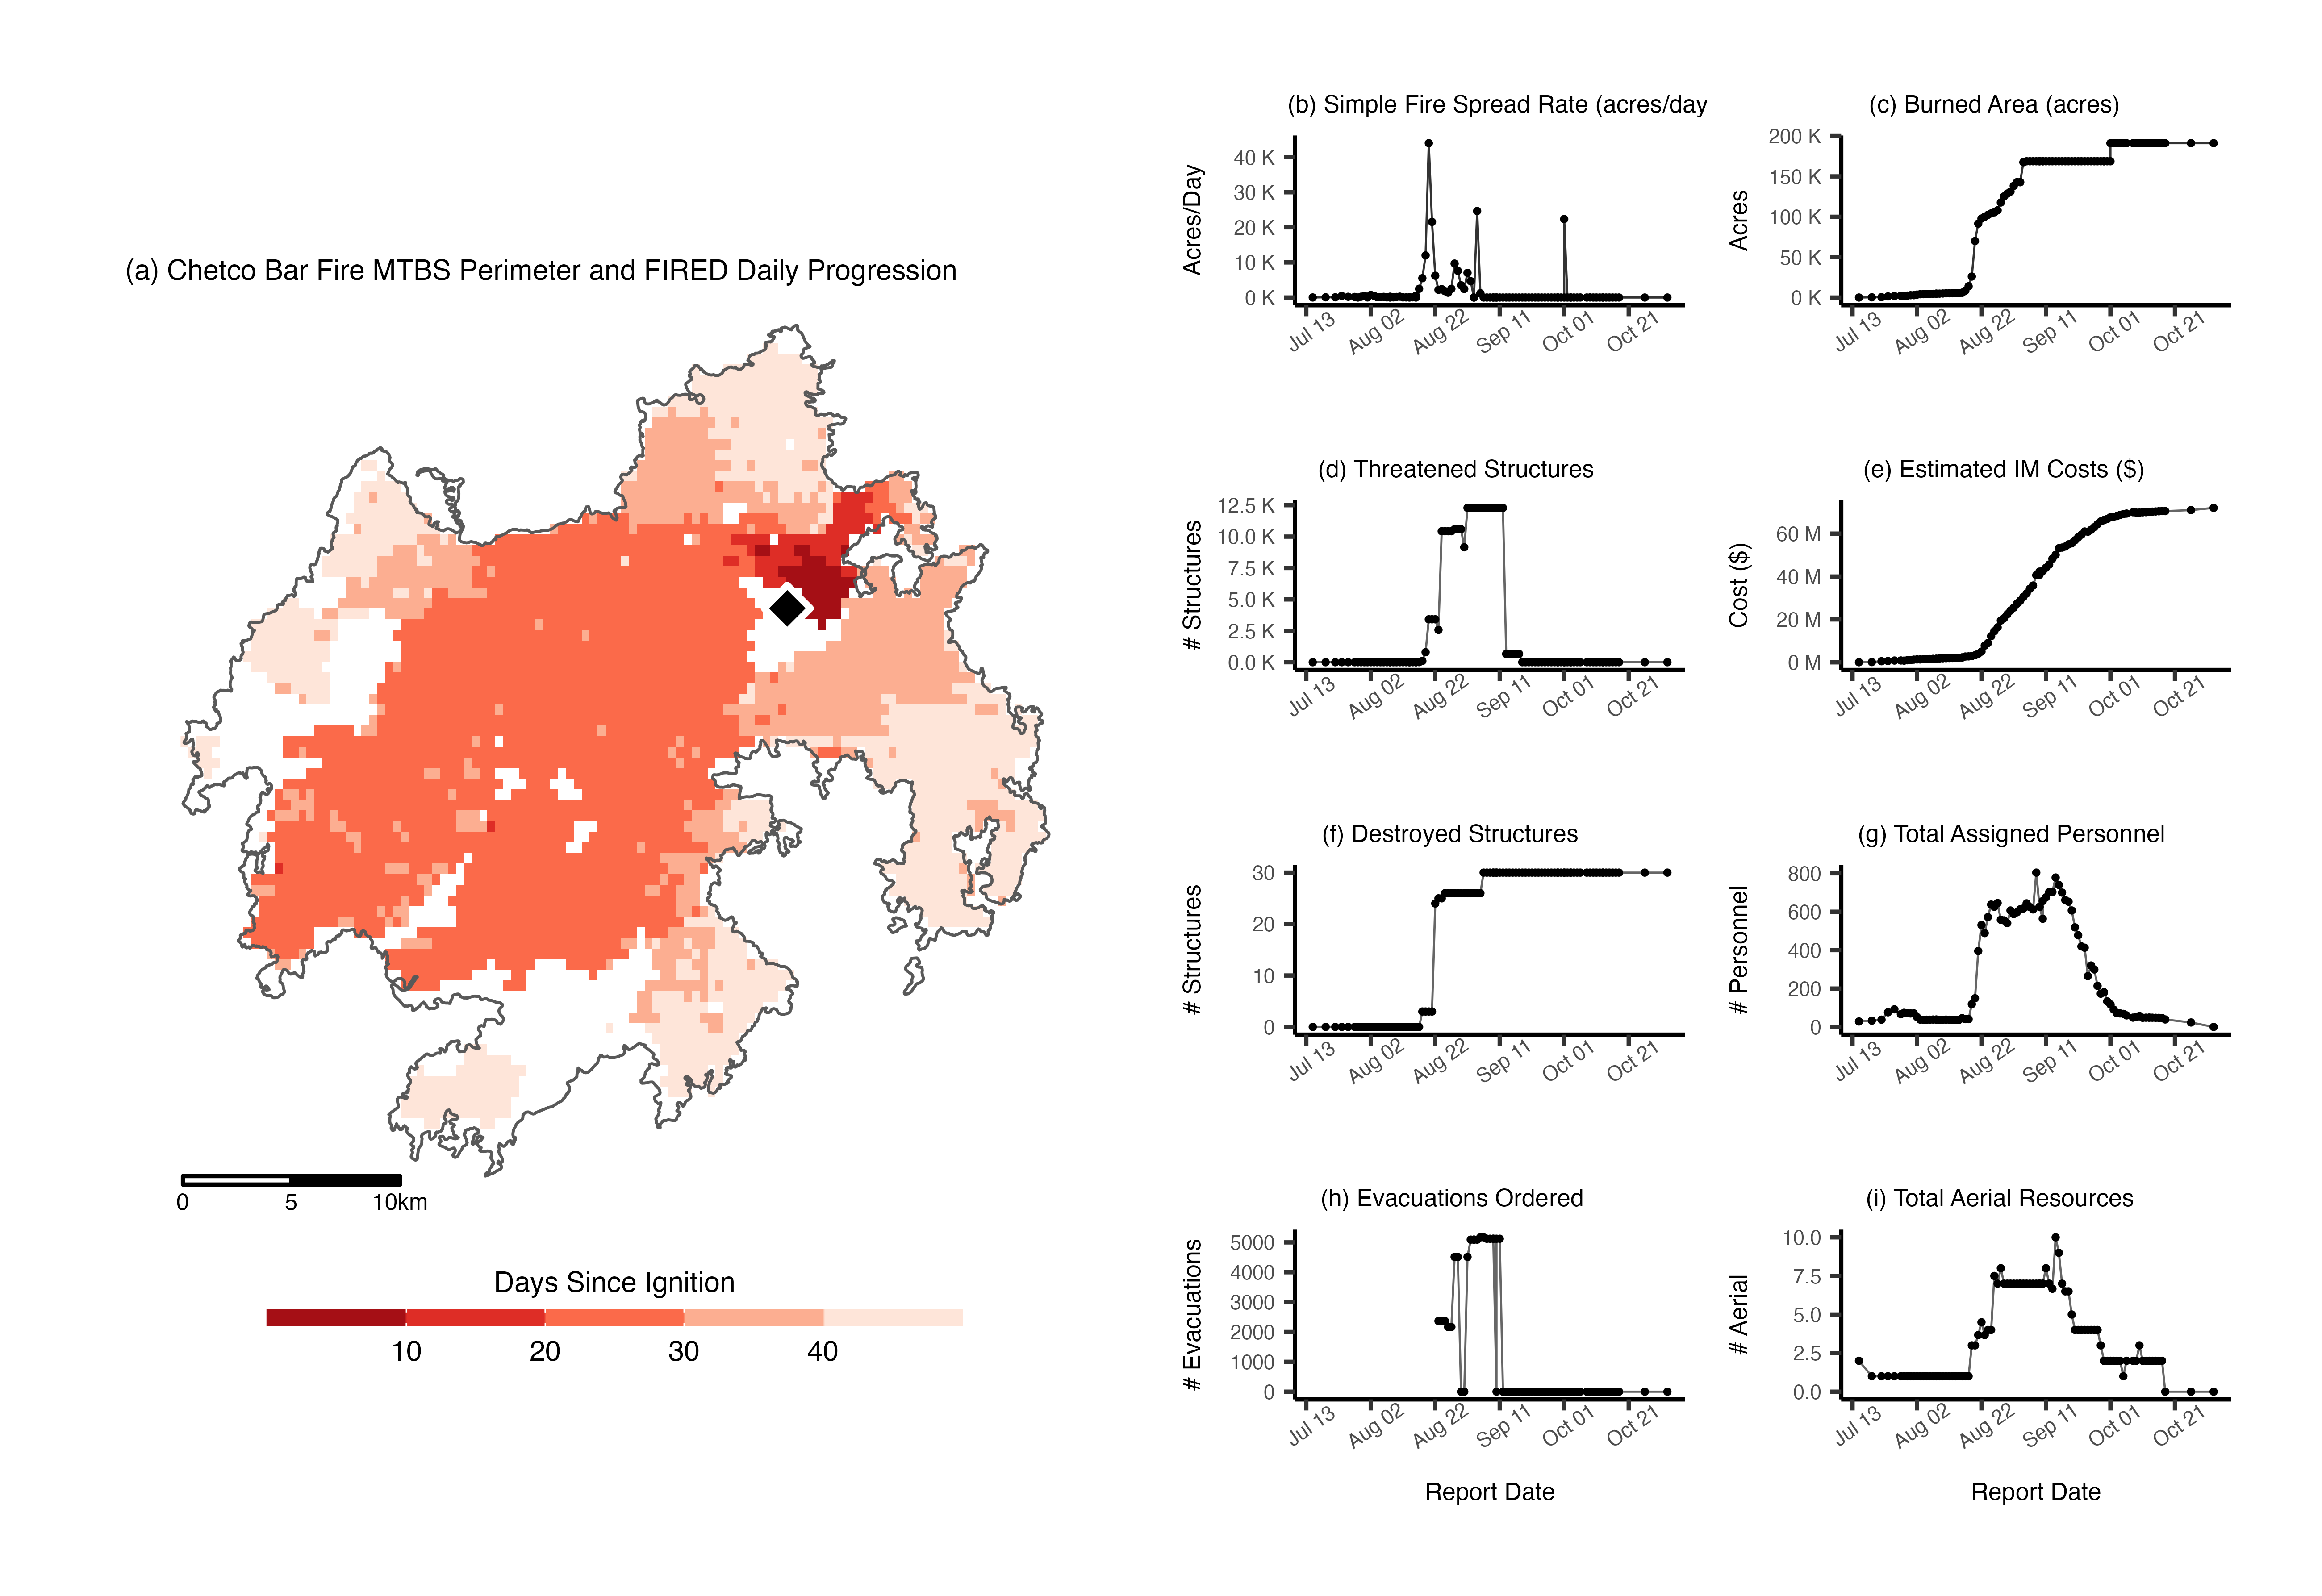 (a) Chetco Bar Fire MTBS Perimeter and FIRED Daily Progression
0 5 10km
Days Since Ignition
10 20 30 40
(b) Simple Fire Spread Rate (acres/day
Acres/Day
40 K
30 K
20 K
10 K
0 K
Jul 13 Aug 02 Aug 22 Sep 11 Oct 01 Oct 21
(c) Burned Area (acres)
Acres
200 K
150 K
100 K
50 K
0 K
Jul 13 Aug 02 Aug 22 Sep 11 Oct 01 Oct 21
(d) Threatened Structures
# Structures
12.5 K
10.0 K
7.5 K
5.0 K
2.5 K
0.0 K
Jul 13 Aug 02 Aug 22 Sep 11 Oct 01 Oct 21
(e) Estimated IM Costs ($)
Cost ($)
60 M
40 M
20 M
0 M
Jul 13 Aug 02 Aug 22 Sep 11 Oct 01 Oct 21
(f) Destroyed Structures
# Structures
30
20
10
0
Jul 13 Aug 02 Aug 22 Sep 11 Oct 01 Oct 21
(g) Total Assigned Personnel
# Personnel
800
600
400
200
0
Jul 13 Aug 02 Aug 22 Sep 11 Oct 01 Oct 21
(h) Evacuations Ordered
# Evacuations
5000
4000
3000
2000
1000
0
Jul 13 Aug 02 Aug 22 Sep 11 Oct 01 Oct 21
Report Date
(i) Total Aerial Resources
# Aerial
10.0
7.5
5.0
2.5
0.0
Jul 13 Aug 02 Aug 22 Sep 11 Oct 01 Oct 21
Report Date